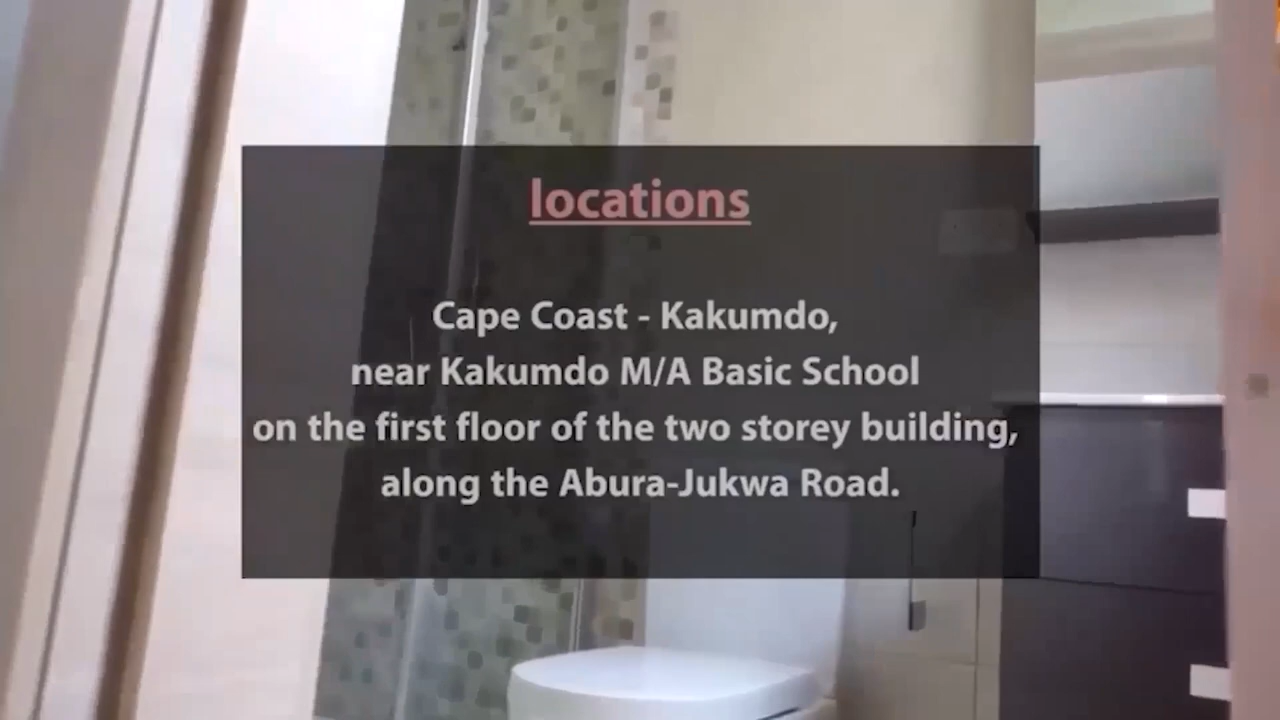 locations
Cape Coast - Kakumdo,
near Kakumdo M/A Basic School
on the first floor of the two storey building,
along the Abura-Jukwa Road.